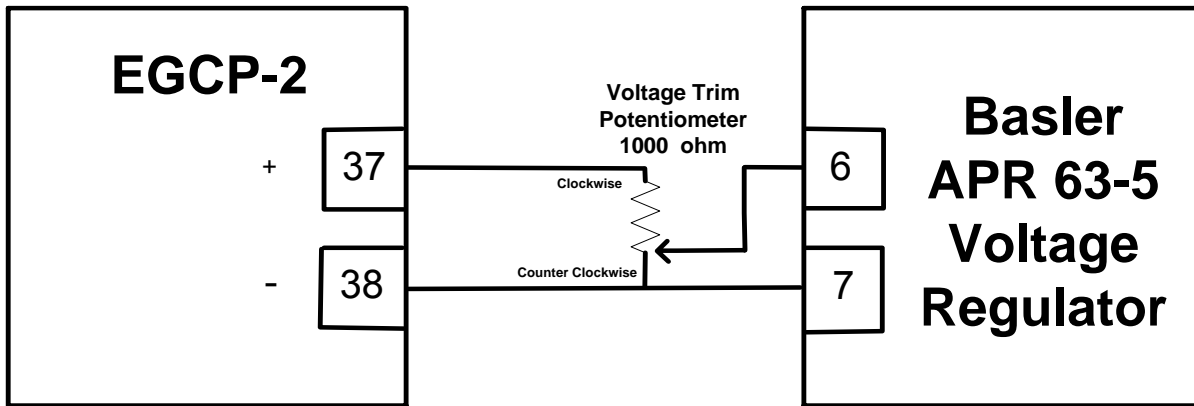 EGCP-2
+
37
-
38
Voltage Trim
Potentiometer
1000 ohm
Clockwise
Counter Clockwise
6
7
Basler
APR 63-5
Voltage
Regulator